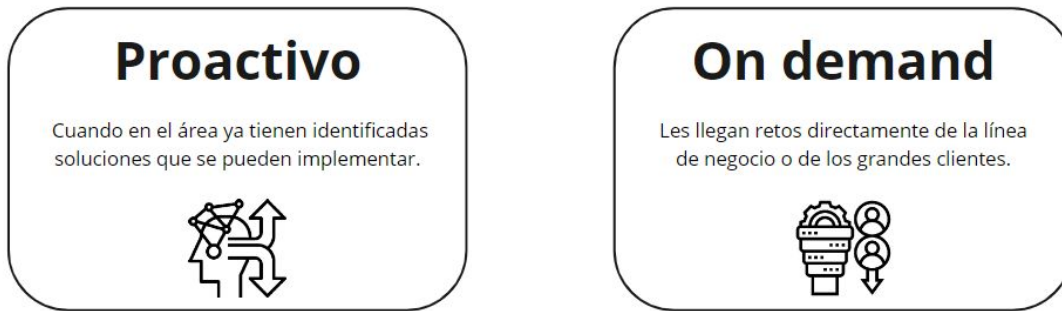 Proactivo
Cuando en el área ya tienen identificadas
soluciones que se pueden implementar.
On demand
Les llegan retos directamente de la línea
de negocio o de los grandes clientes.